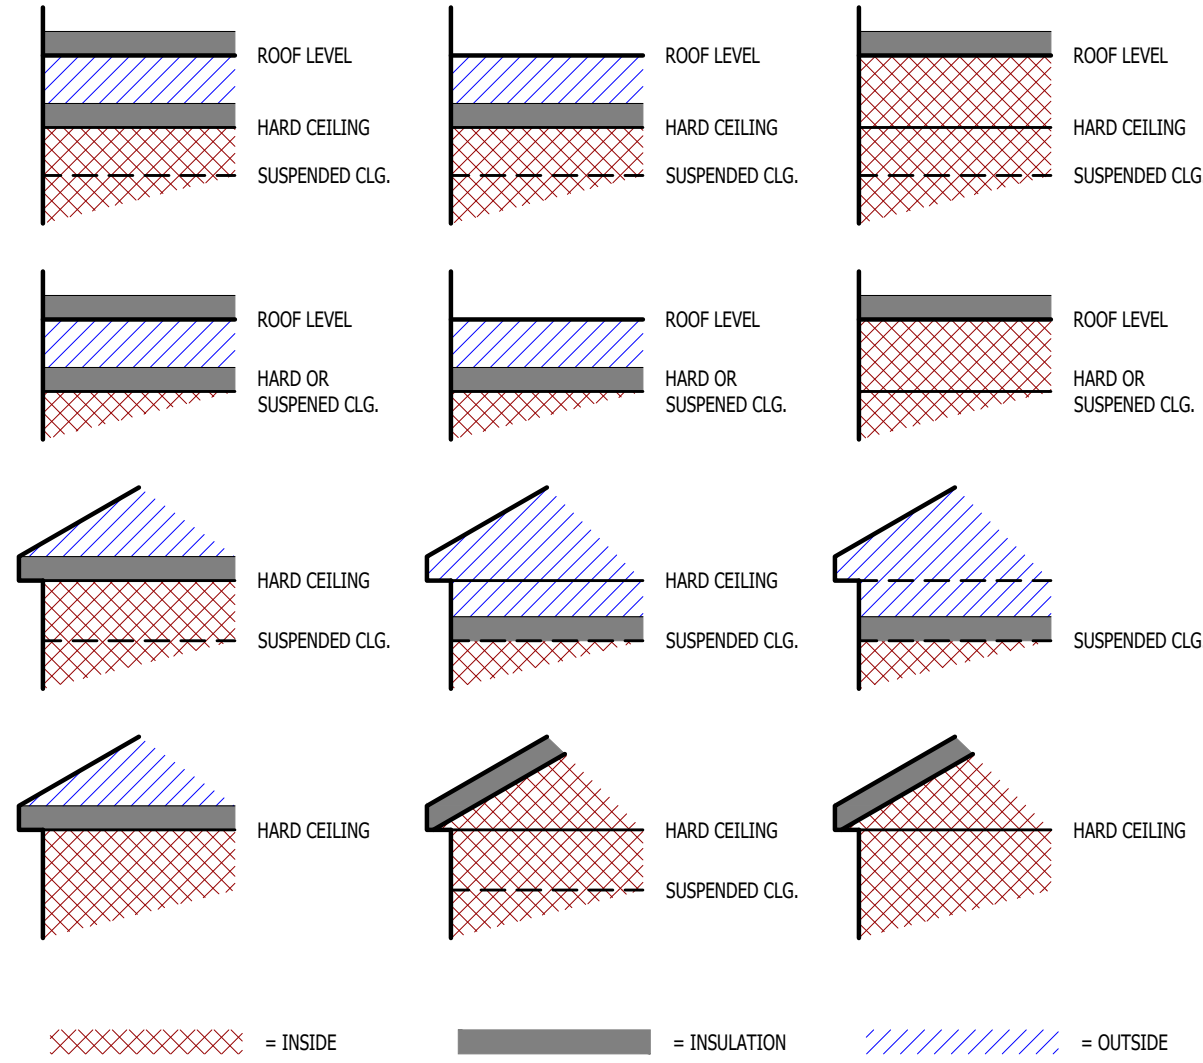 ROOF LEVEL
HARD CEILING
SUSPENDED CLG.
ROOF LEVEL
HARD CEILING
SUSPENDED CLG.
ROOF LEVEL
HARD CEILING
SUSPENDED CLG
ROOF LEVEL
HARD OR
SUSPENED CLG.
ROOF LEVEL
HARD OR
SUSPENED CLG.
ROOF LEVEL
HARD OR
SUSPENED CLG.
HARD CEILING
SUSPENDED CLG.
HARD CEILING
SUSPENDED CLG.
SUSPENDED CLG
HARD CEILING
HARD CEILING
SUSPENDED CLG.
HARD CEILING
= INSIDE
= INSULATION
= OUTSIDE